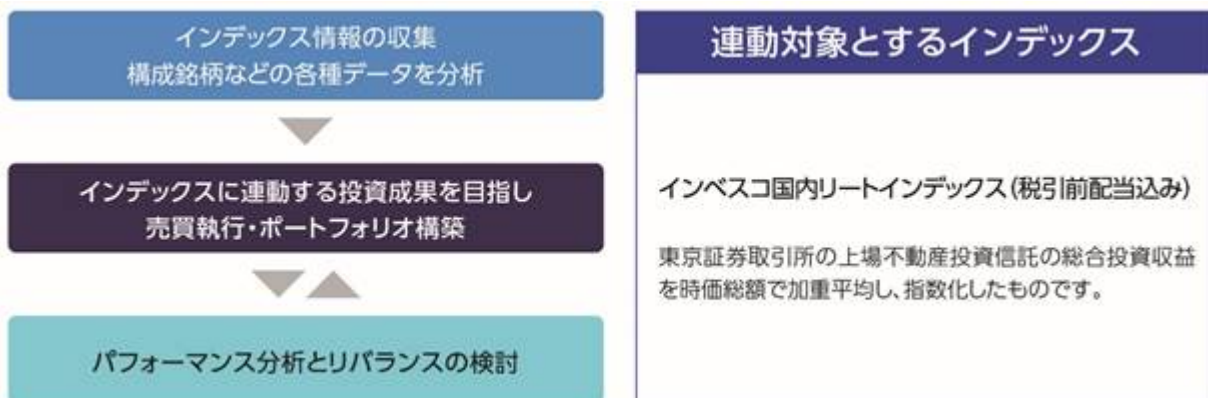 インデックス情報の収集
構成銘柄などの各種データを分析
インデックスに連動する投資成果を目指し
売買執行・ポートフォリオ構築
パフォーマンス分析とリバランスの検討
連動対象とするインデックス
インベスコ国内リートインデックス（税引前配当込み）
東京証券取引所の上場不動産投資信託の総合投資収益
を時価総額で加重平均し、指数化したものです。